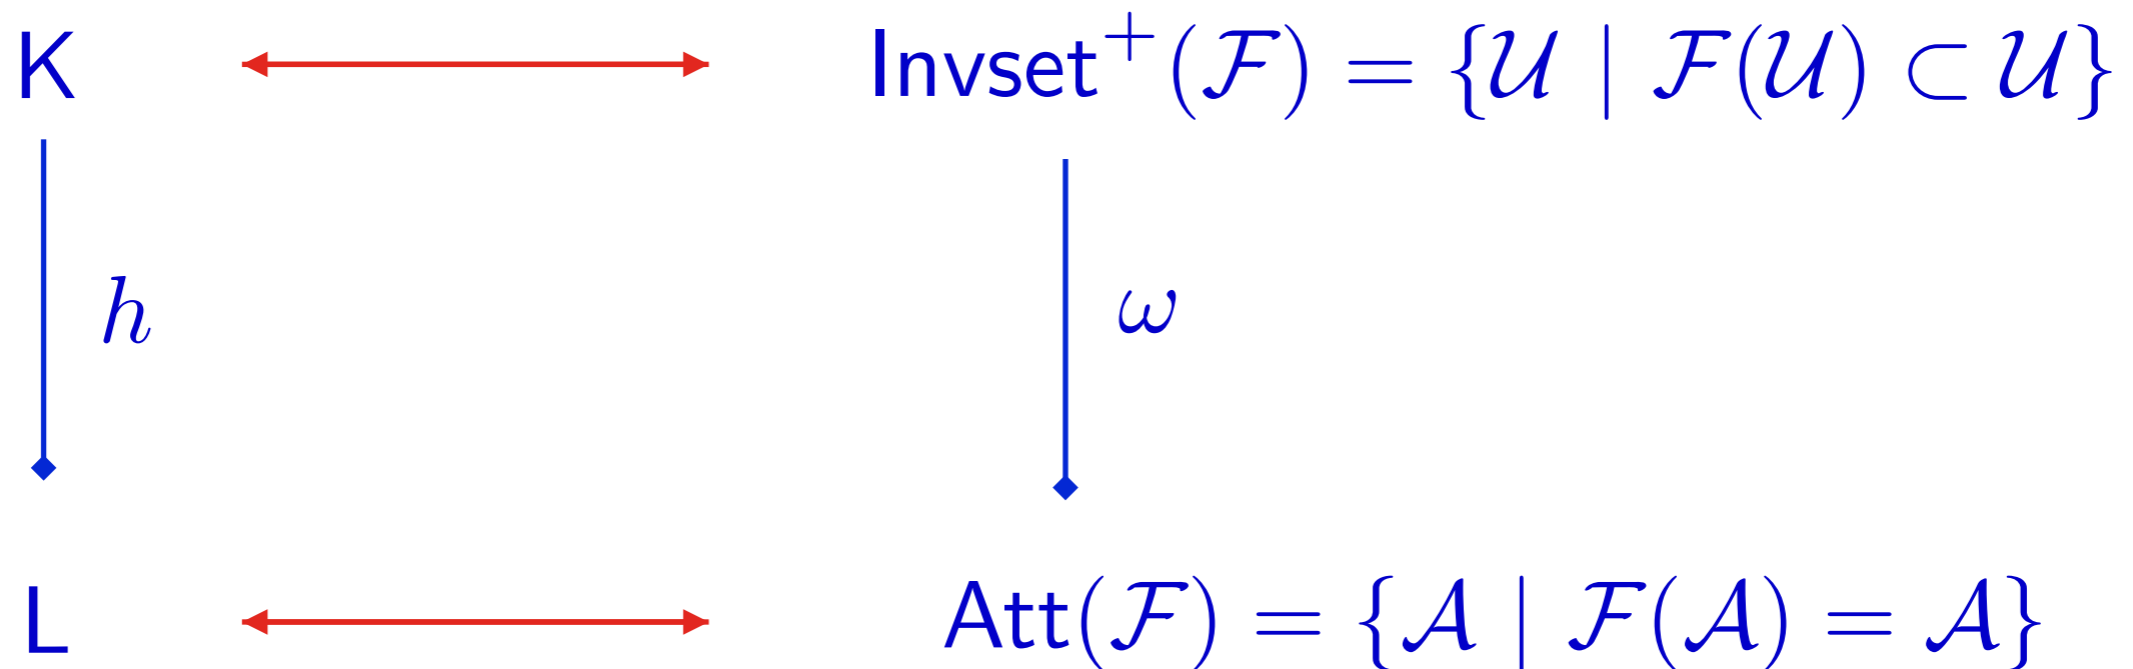 K Invset⁺(ℱ) = {𝒰 | ℱ(𝒰) ⊂ 𝒰}
h ω
L Att(ℱ) = {𝒜 | ℱ(𝒜) = 𝒜}